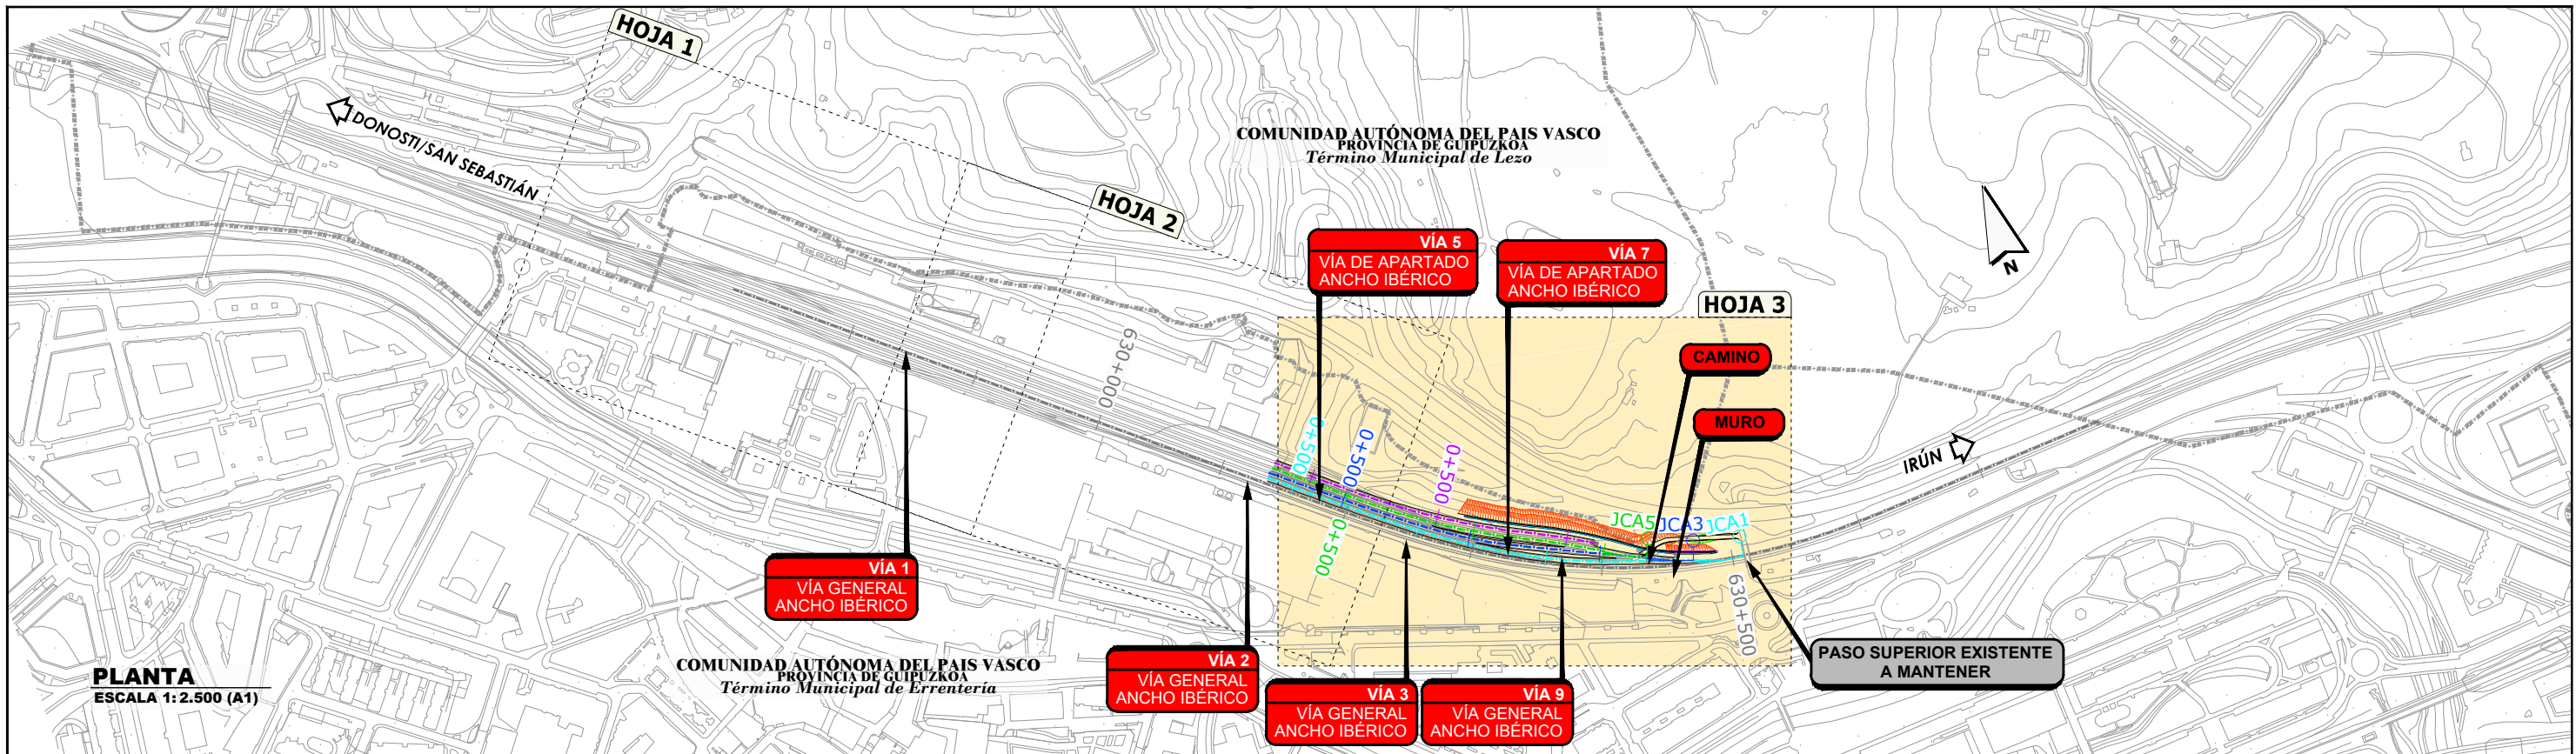 HOJA 1
DONOSTI/SAN SEBASTIÁN
COMUNIDAD AUTÓNOMA DEL PAIS VASCO
PROVINCIA DE GUIPUZKOA
Término Municipal de Lezo
HOJA 2
VÍA 5
VÍA DE APARTADO
ANCHO IBÉRICO
VÍA 7
VÍA DE APARTADO
ANCHO IBÉRICO
N
HOJA 3
630+000
CAMINO
MURO
0+500
0+500
0+500
0+500
IRÚN
JCA5
JCA3
JCA1
VÍA 1
VÍA GENERAL
ANCHO IBÉRICO
630+500
PASO SUPERIOR EXISTENTE
A MANTENER
COMUNIDAD AUTÓNOMA DEL PAIS VASCO
PROVINCIA DE GUIPUZKOA
Término Municipal de Errentería
VÍA 2
VÍA GENERAL
ANCHO IBÉRICO
VÍA 3
VÍA GENERAL
ANCHO IBÉRICO
VÍA 9
VÍA GENERAL
ANCHO IBÉRICO
PLANTA
ESCALA 1:2.500 (A1)